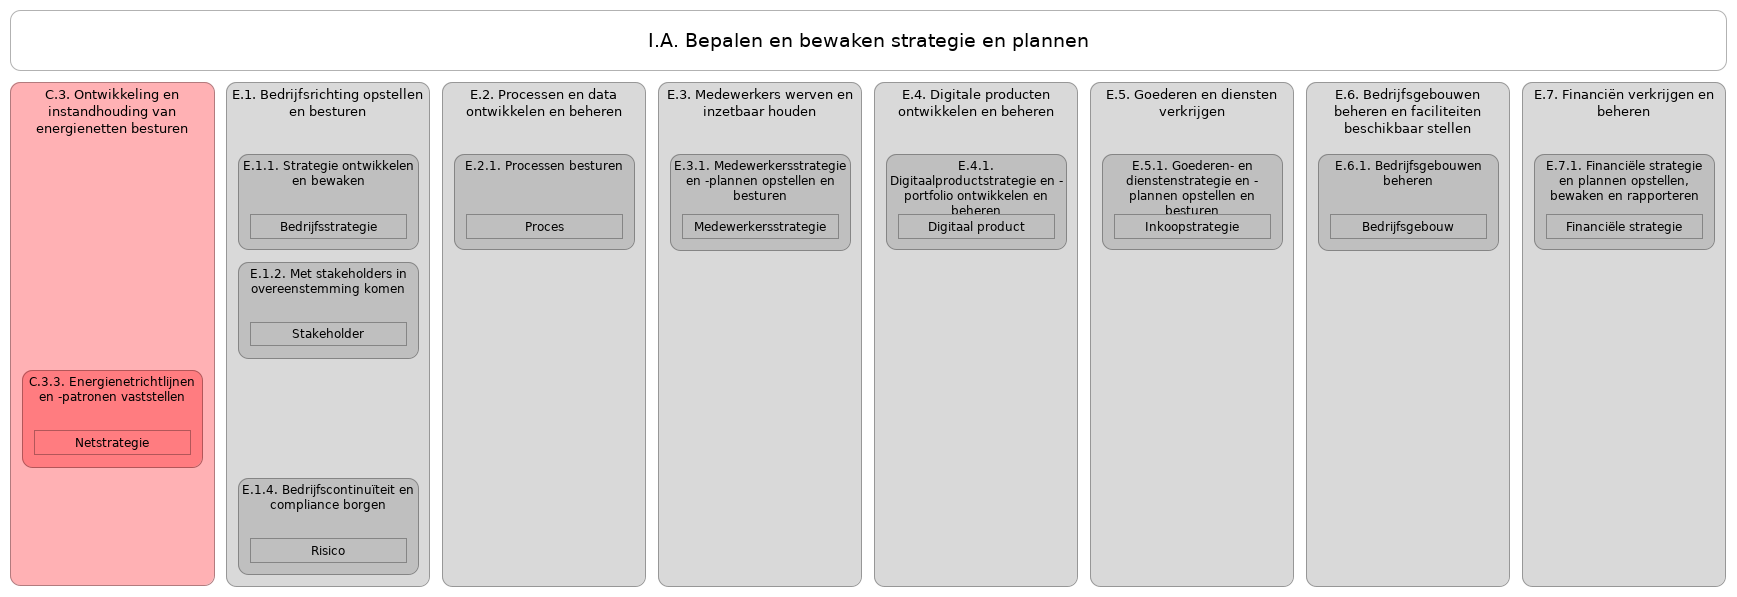 I.A. Bepalen en bewaken strategie en plannen
C.3. Ontwikkeling en
instandhouding van
energienetten besturen
C.3.3. Energienetrichtlijnen
en -patronen vaststellen
Netstrategie
E.1. Bedrijfsrichting opstellen
en besturen
E.1.1. Strategie ontwikkelen
en bewaken
Bedrijfsstrategie
E.1.2. Met stakeholders in
overeenstemming komen
Stakeholder
E.1.4. Bedrijfscontinuïteit en
compliance borgen
Risico
E.2. Processen en data
ontwikkelen en beheren
E.2.1. Processen besturen
Proces
E.3. Medewerkers werven en
inzetbaar houden
E.3.1. Medewerkersstrategie
en -plannen opstellen en
besturen
Medewerkersstrategie
E.4. Digitale producten
ontwikkelen en beheren
E.4.1.
Digitaalproductstrategie en -
portfolio ontwikkelen en
beheren
Digitaal product
E.5. Goederen en diensten
verkrijgen
E.5.1. Goederen- en
dienstenstrategie en -
plannen opstellen en
besturen
Inkoopstrategie
E.6. Bedrijfsgebouwen
beheren en faciliteiten
beschikbaar stellen
E.6.1. Bedrijfsgebouwen
beheren
Bedrijfsgebouw
E.7. Financiën verkrijgen en
beheren
E.7.1. Financiële strategie
en plannen opstellen,
bewaken en rapporteren
Financiële strategie